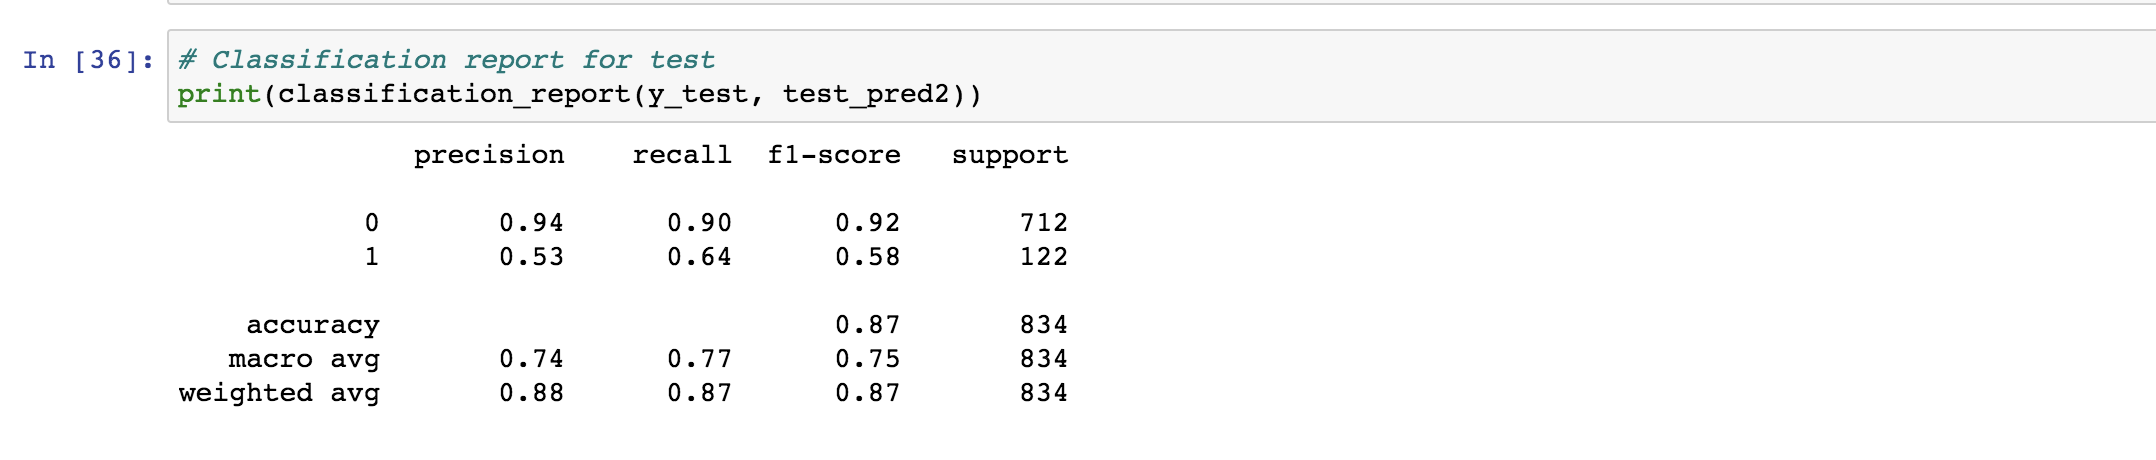 In [36]: # Classification report for test
print(classification_report(y_test, test_pred2))
precision recall f1-score support
0 0.94 0.90 0.92 712
1 0.53 0.64 0.58 122
accuracy 0.87 834
macro avg 0.74 0.77 0.75 834
weighted avg 0.88 0.87 0.87 834